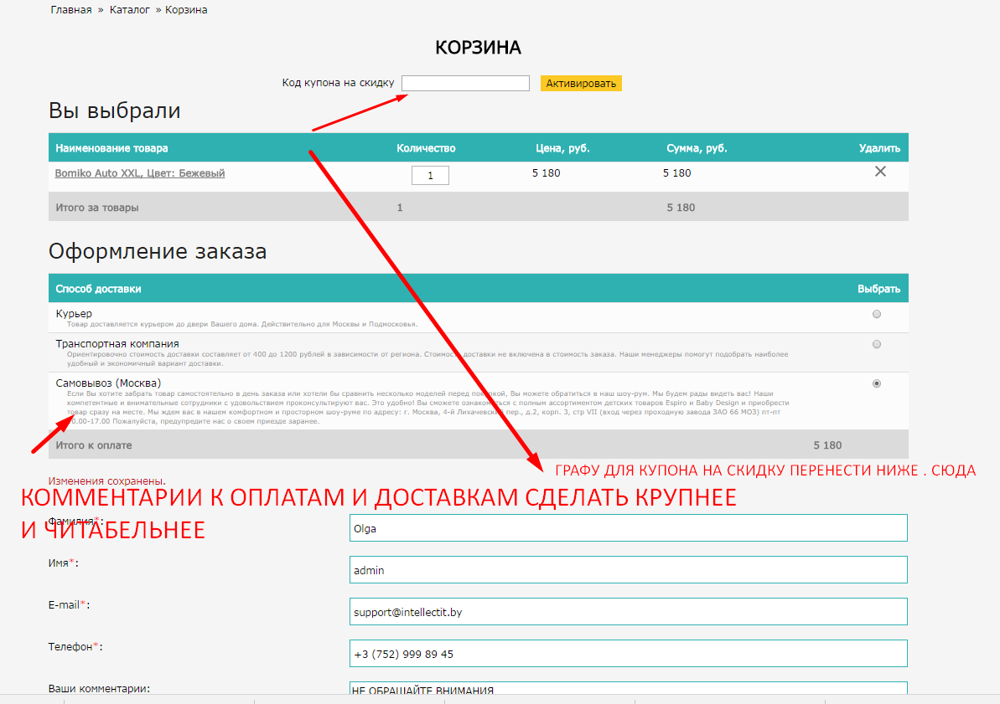 Главная » Каталог » Корзина
КОРЗИНА
Код купона на скидку Активировать
Вы выбрали
Наименование товара Количество Цена, руб. Сумма, руб. Удалить
Bomiko Auto XXL, Цвет: Бежевый 1 5 180 5 180
Итого за товары 1 5 180
Оформление заказа
Способ доставки Выбрать
Курьер
Товар доставляется курьером до двери Вашего дома. Действительно для Москвы и Подмосковья.
Транспортная компания
Ориентировочно стоимость доставки составляет от 400 до 1200 рублей в зависимости от региона. Стоимость доставки не включена в стоимость заказа. Наши менеджеры помогут подобрать наиболее
удобный и экономичный вариант доставки.
Самовывоз (Москва)
Если Вы хотите забрать товар самостоятельно в день заказа или хотели бы сравнить несколько моделей перед покупкой, Вы можете обратиться в наш шоу-рум. Мы будем рады видеть вас! Наши
компетентные и внимательные сотрудники с удовольствием проконсультируют вас. Это удобно! Вы сможете ознакомиться с полным ассортиментом детских товаров Espiro и Baby Design и приобрести
товар сразу на месте. Мы ждем вас в нашем комфортном и просторном шоу-руме по адресу: г. Москва, 4-й Лихачевский пер., д.2, корп. 3, стр VII (вход через проходную завода ЗАО 66 МОЗ) пт-пт
10.00-17.00 Пожалуйста, предупредите нас о своем приезде заранее.
Итого к оплате 5 180
ГРАФУ ДЛЯ КУПОНА НА СКИДКУ ПЕРЕНЕСТИ НИЖЕ . СЮДА
Изменения сохранены.
КОММЕНТАРИИ К ОПЛАТАМ И ДОСТАВКАМ СДЕЛАТЬ КРУПНЕЕ
И ЧИТАБЕЛЬНЕЕ
Фамилия*: Olga
Имя*: admin
E-mail*: support@intellectit.by
Телефон*: +3 (752) 999 89 45
Ваши комментарии: НЕ ОБРАЩАЙТЕ ВНИМАНИЯ